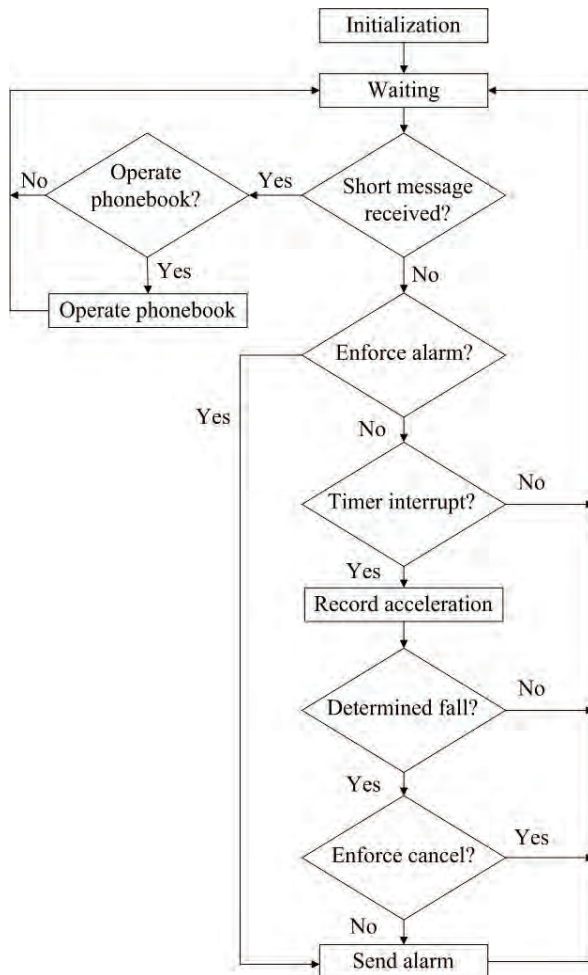 Initialization
Waiting
No
Operate
phonebook?
Yes
Short message
received?
Yes
No
Operate phonebook
Enforce alarm?
Yes
No
Timer interrupt?
No
Yes
Record acceleration
Determined fall?
No
Yes
Enforce cancel?
Yes
No
Send alarm